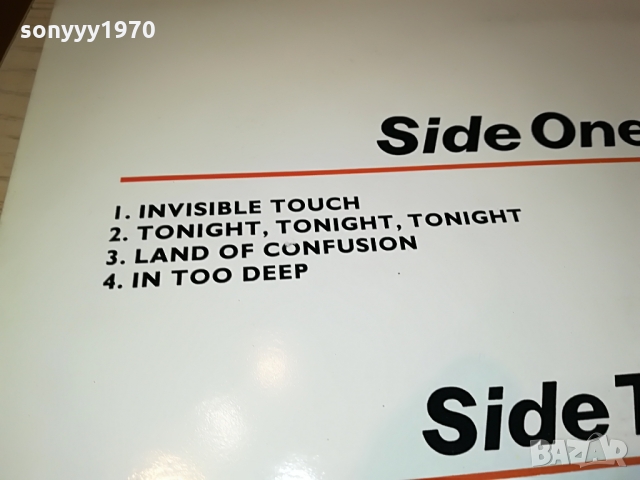 sonyyy1970
Side One
1. INVISIBLE TOUCH
2. TONIGHT, TONIGHT, TONIGHT
3. LAND OF CONFUSION
4. IN TOO DEEP
Side T
BAZAR